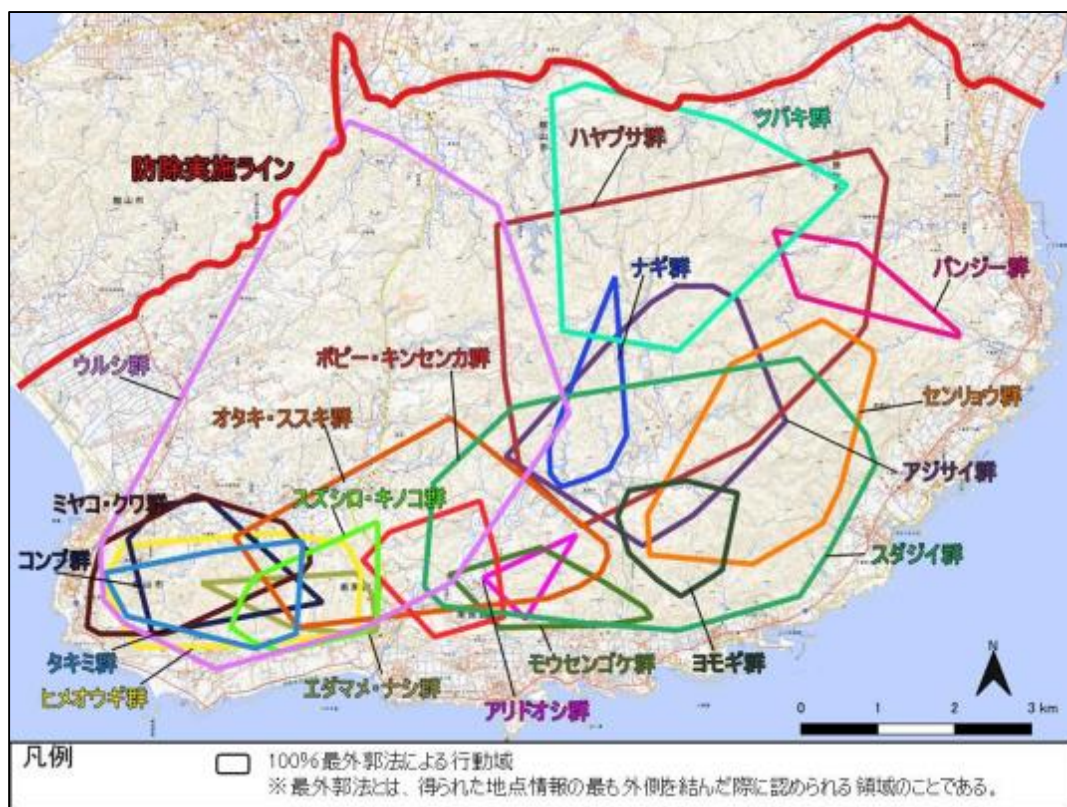 ツバキ群
ハヤブサ群
防除実施ライン
ナギ群
パンジー群
ウルシ群
ポピー・キンセンカ群
オタキ・ススキ群
センリョウ群
アジサイ群
スズシロ・キノコ群
ミヤコ・クワ群
コンブ群
スダジイ群
タキミ群
ヒメオウギ群
エダマメ・ナシ群
モウセンゴケ群
ヨモギ群
アリドオシ群
N
0 1 2 3 km
凡例
100%最外郭法による行動域
※最外郭法とは、得られた地点情報の最も外側を結んだ際に認められる領域のことである。